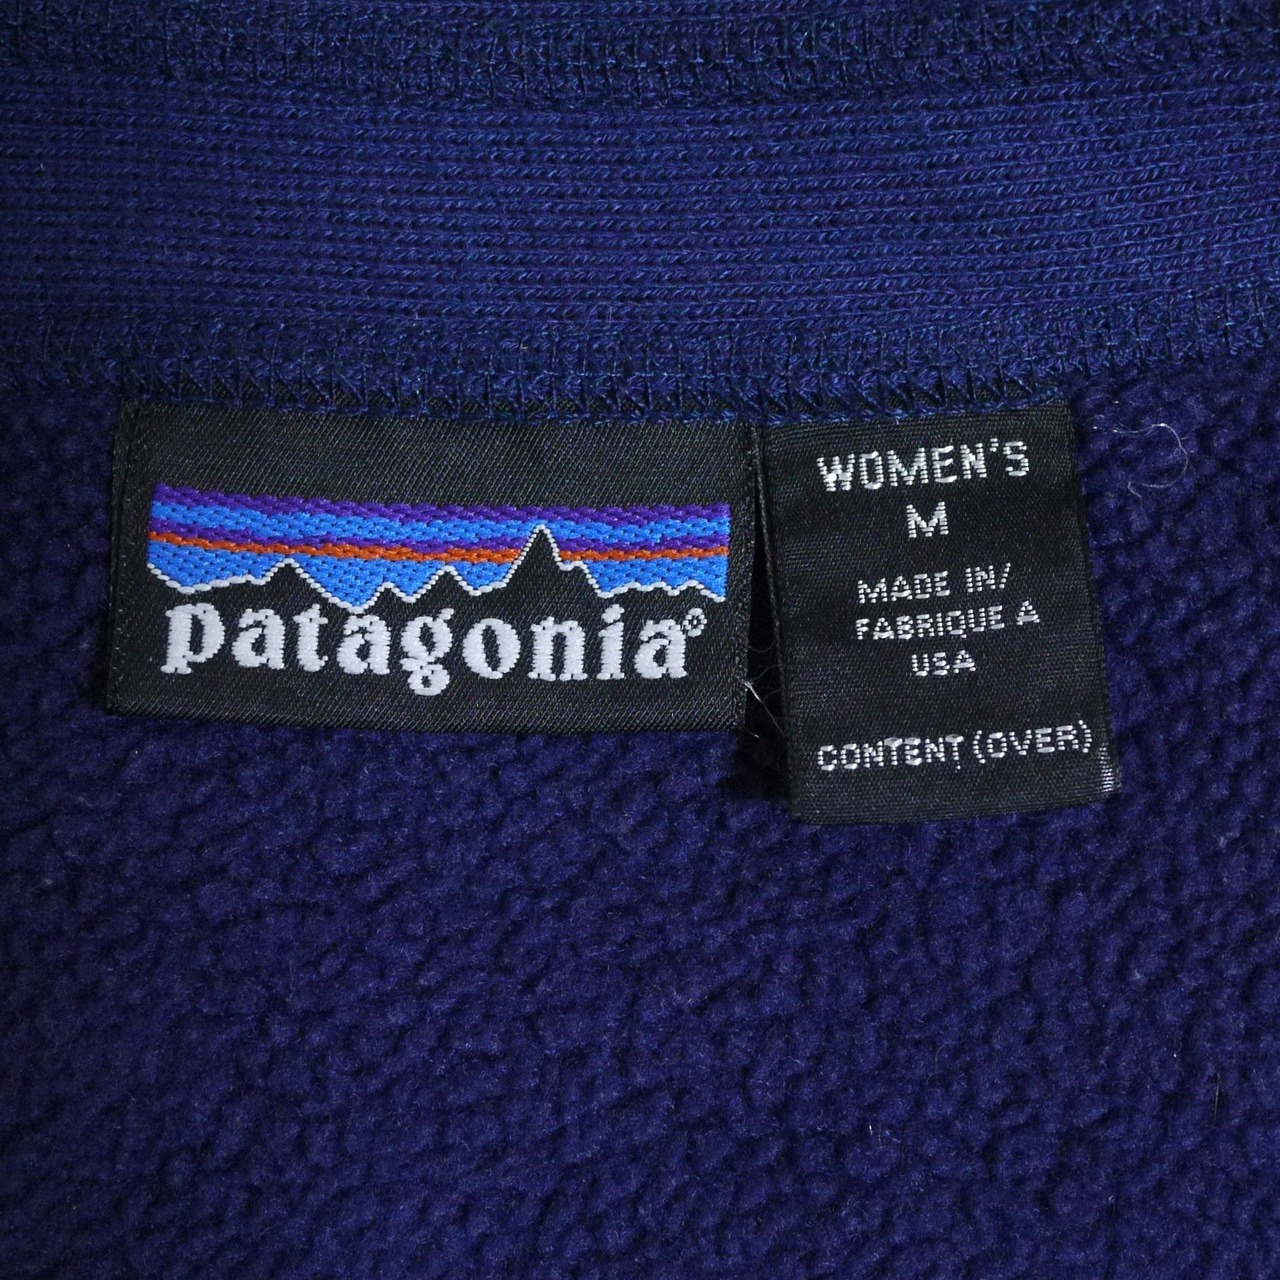 patagonia®
WOMEN'S
M
MADE IN/
FABRIQUE A
USA
CONTENT (OVER)